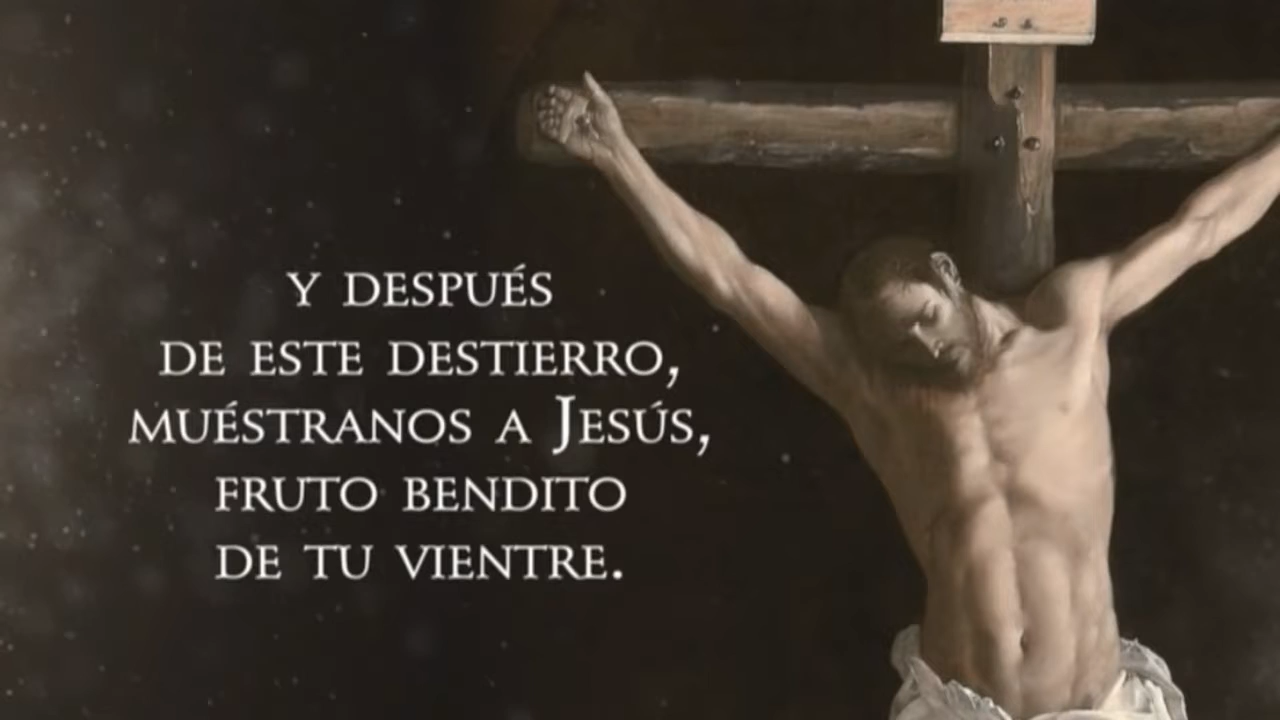 Y DESPUÉS
DE ESTE DESTIERRO,
MUÉSTRANOS A JESÚS,
FRUTO BENDITO
DE TU VIENTRE.